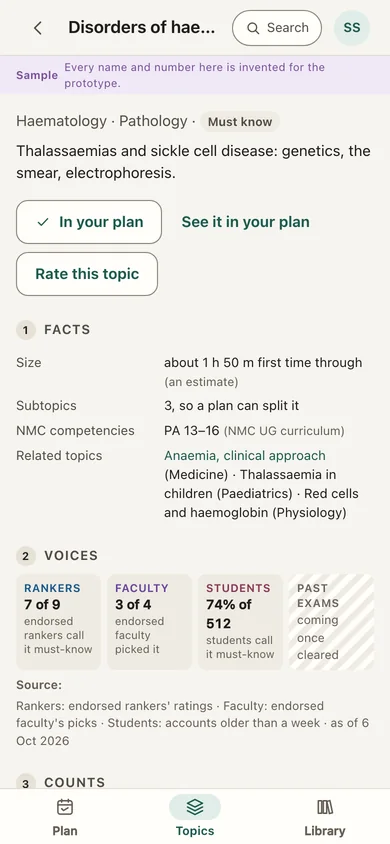 Disorders of hae...
Search
SS
Sample
Every name and number here is invented for the
prototype.
Haematology · Pathology · Must know
Thalassaemias and sickle cell disease: genetics, the
smear, electrophoresis.
In your plan
See it in your plan
Rate this topic
1 FACTS
Size about 1 h 50 m first time through
(an estimate)
Subtopics 3, so a plan can split it
NMC competencies PA 13–16 (NMC UG curriculum)
Related topics Anaemia, clinical approach
(Medicine) · Thalassaemia in
children (Paediatrics) · Red cells
and haemoglobin (Physiology)
2 VOICES
RANKERS
7 of 9
endorsed
rankers call
it must-know
FACULTY
3 of 4
endorsed
faculty
picked it
STUDENTS
74% of
512
students call
it must-know
PAST
EXAMS
coming
once
cleared
Source:
Rankers: endorsed rankers' ratings · Faculty: endorsed
faculty's picks · Students: accounts older than a week · as of 6
Oct 2026
3 COUNTS
Plan
Topics
Library